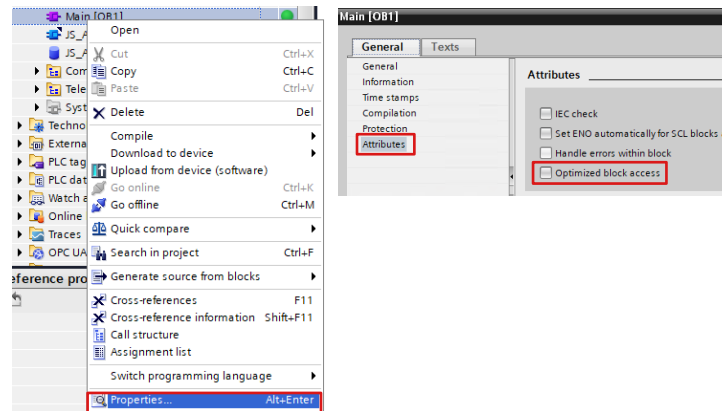 Main [OB1]
JS_A
JS_A
Com
Tele
Syst
Techno
Externa
PLC tag
PLC dat
Watch a
Online
Traces
OPC UA
eference pro
Open
Cut Ctrl+X
Copy Ctrl+C
Paste Ctrl+V
Delete Del
Compile
Download to device
Upload from device (software)
Go online Ctrl+K
Go offline Ctrl+M
Quick compare
Search in project Ctrl+F
Generate source from blocks
Cross-references F11
Cross-reference information Shift+F11
Call structure
Assignment list
Switch programming language
Properties... Alt+Enter
Main [OB1]
General Texts
General
Information
Time stamps
Compilation
Protection
Attributes
Attributes
IEC check
Set ENO automatically for SCL blocks
Handle errors within block
Optimized block access